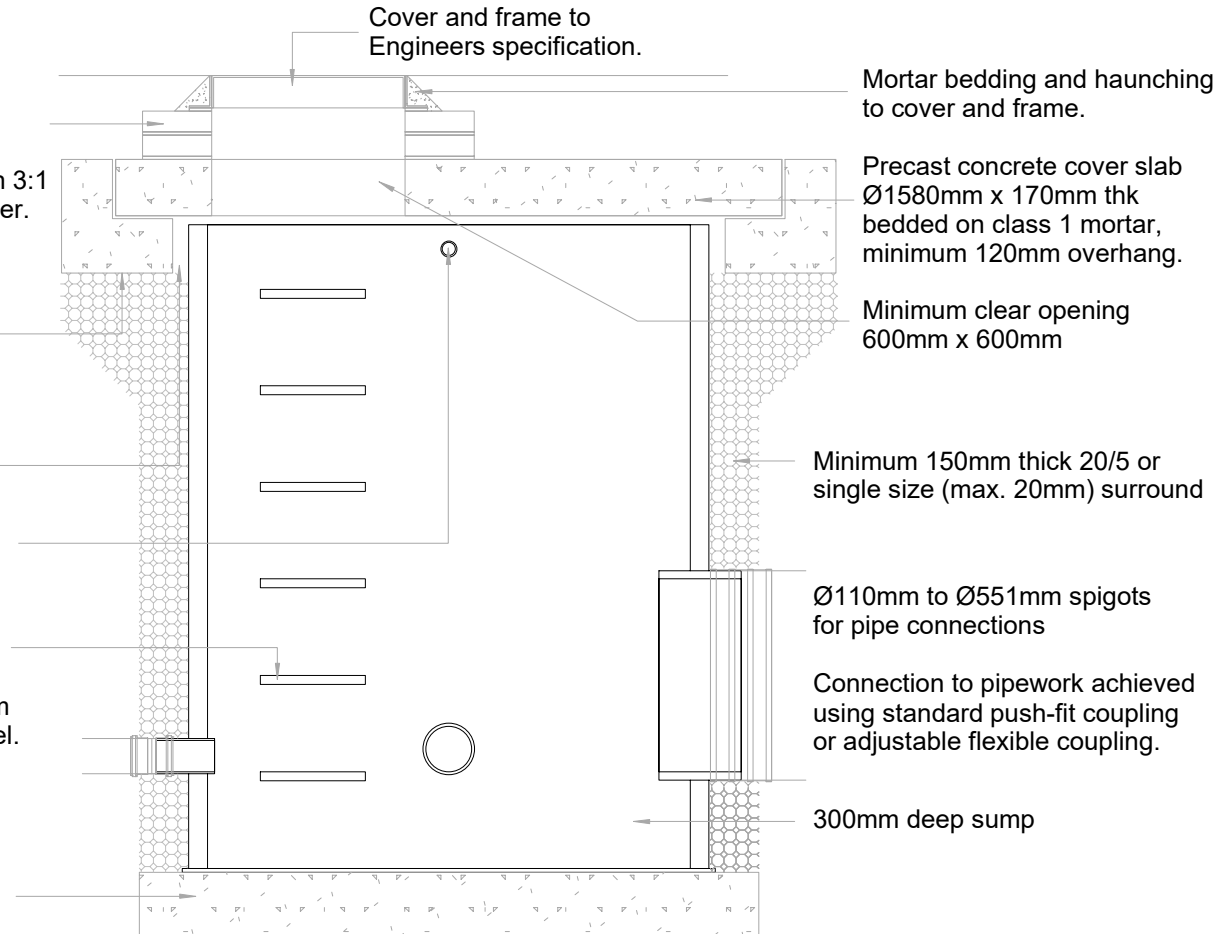 Cover and frame to
Engineers specification.
Mortar bedding and haunching
to cover and frame.
3:1
Precast concrete cover slab
Ø1580mm x 170mm thk
bedded on class 1 mortar,
minimum 120mm overhang.
Minimum clear opening
600mm x 600mm
Minimum 150mm thick 20/5 or
single size (max. 20mm) surround
Ø110mm to Ø551mm spigots
for pipe connections
Connection to pipework achieved
using standard push-fit coupling
or adjustable flexible coupling.
300mm deep sump